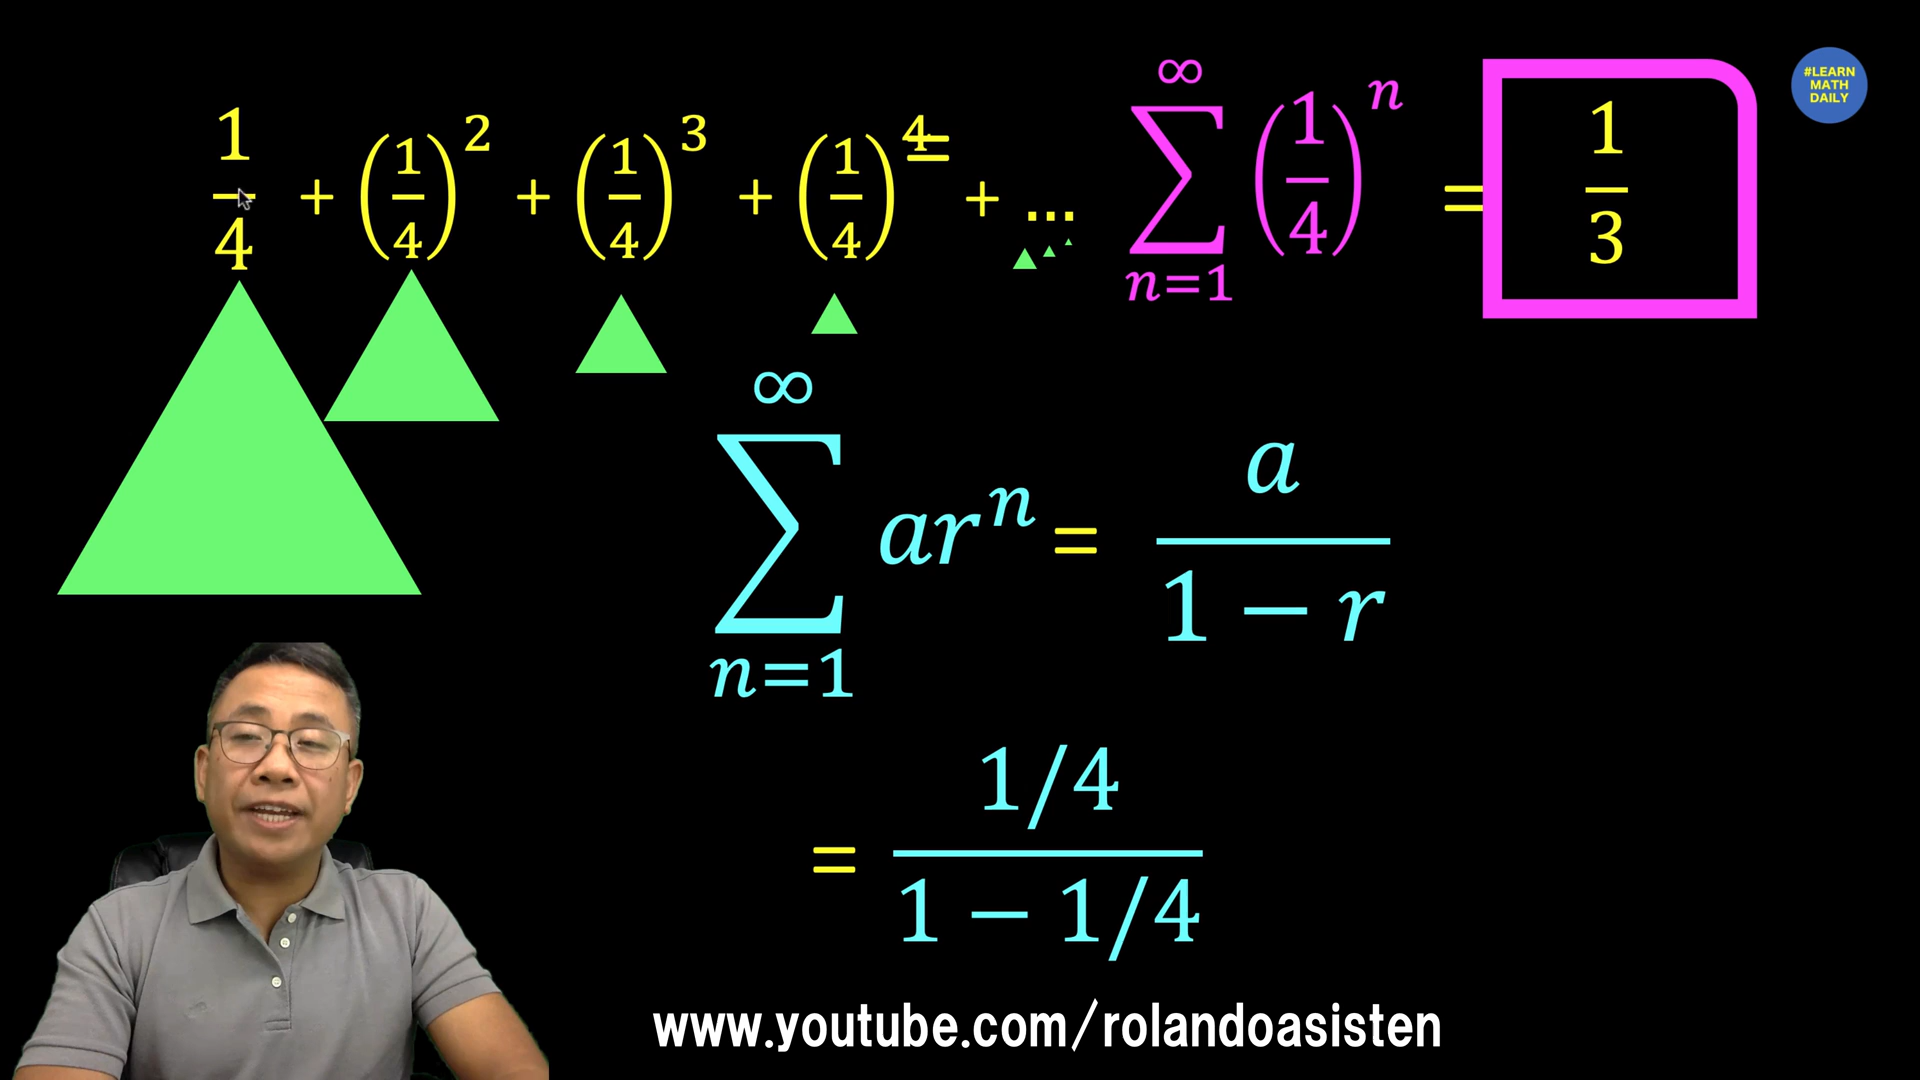 #LEARN
MATH
DAILY
1/4 + (1/4)^2 + (1/4)^3 + (1/4)^4 + ... = ∑_{n=1}^{∞} (1/4)^n = 1/3
∑_{n=1}^{∞} ar^n = a/(1 − r)
= (1/4)/(1 − 1/4)
www.youtube.com/rolandoasisten